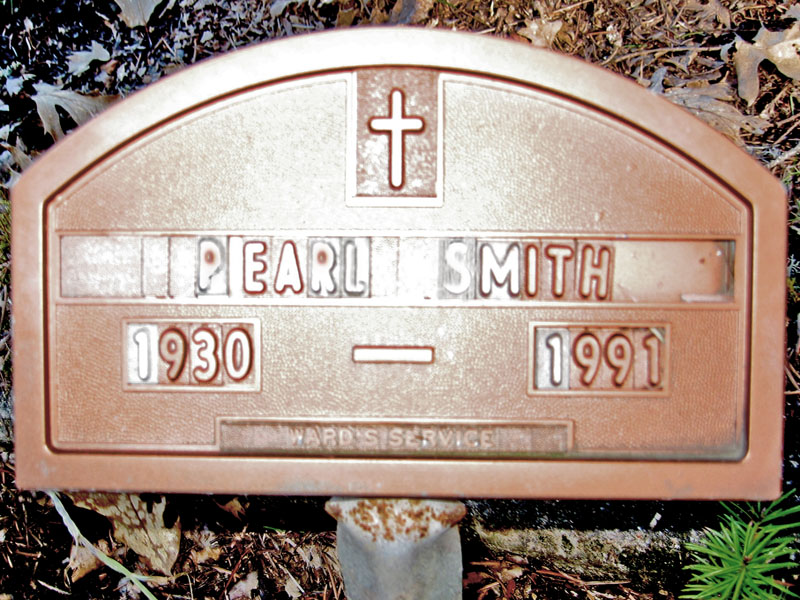 PEARL SMITH
1930 — 1991
WARD'S SERVICE